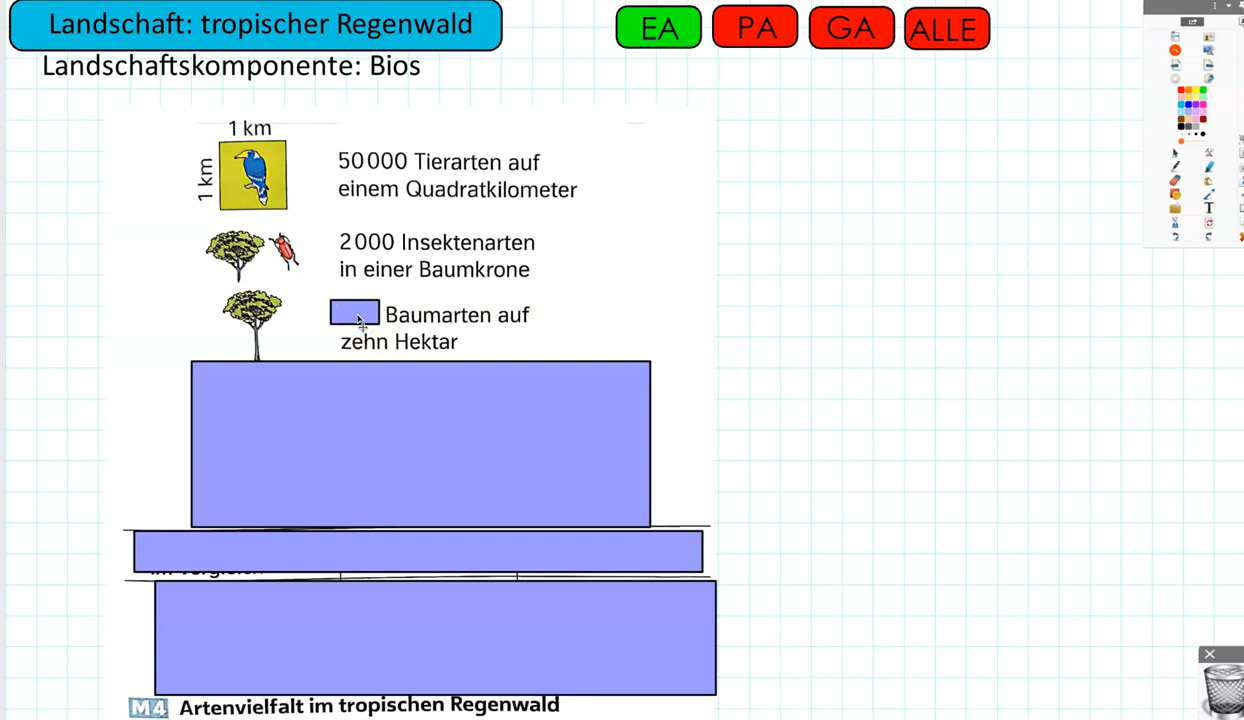 Landschaft: tropischer Regenwald
EA PA GA ALLE
Landschaftskomponente: Bios
1 km
1 km
50 000 Tierarten auf
einem Quadratkilometer
2 000 Insektenarten
in einer Baumkrone
Baumarten auf
zehn Hektar
M4 Artenvielfalt im tropischen Regenwald